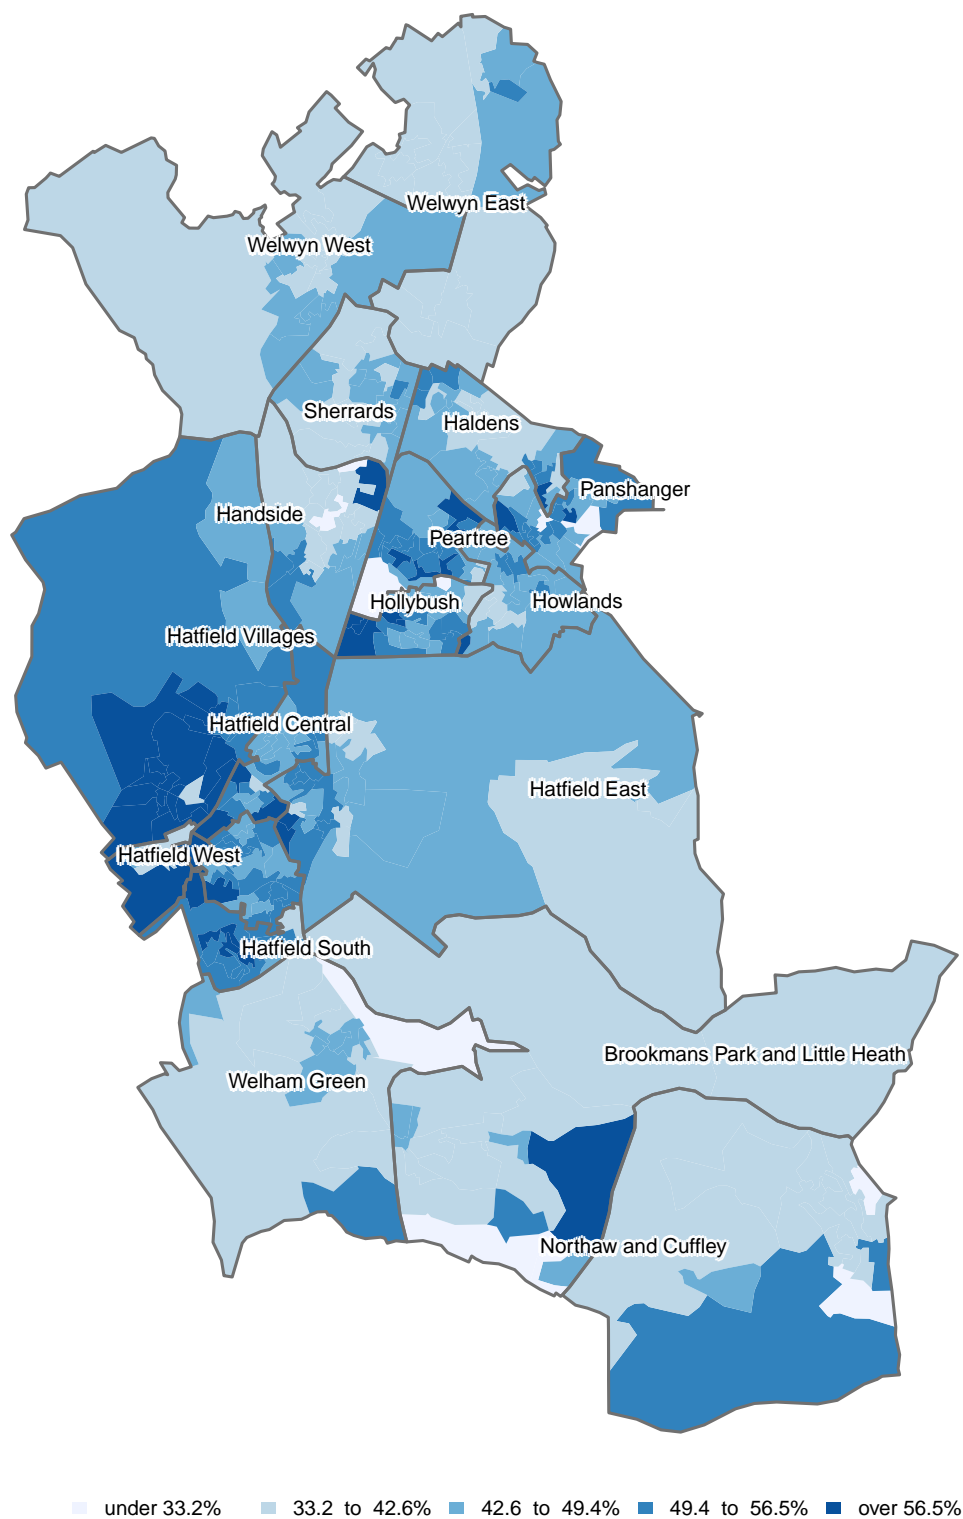 Welwyn East
Welwyn West
Sherrards
Haldens
Panshanger
Handside
Peartree
Hollybush
Howlands
Hatfield Villages
Hatfield Central
Hatfield East
Hatfield West
Hatfield South
Brookmans Park and Little Heath
Welham Green
Northaw and Cuffley
under 33.2% 33.2 to 42.6% 42.6 to 49.4% 49.4 to 56.5% over 56.5%